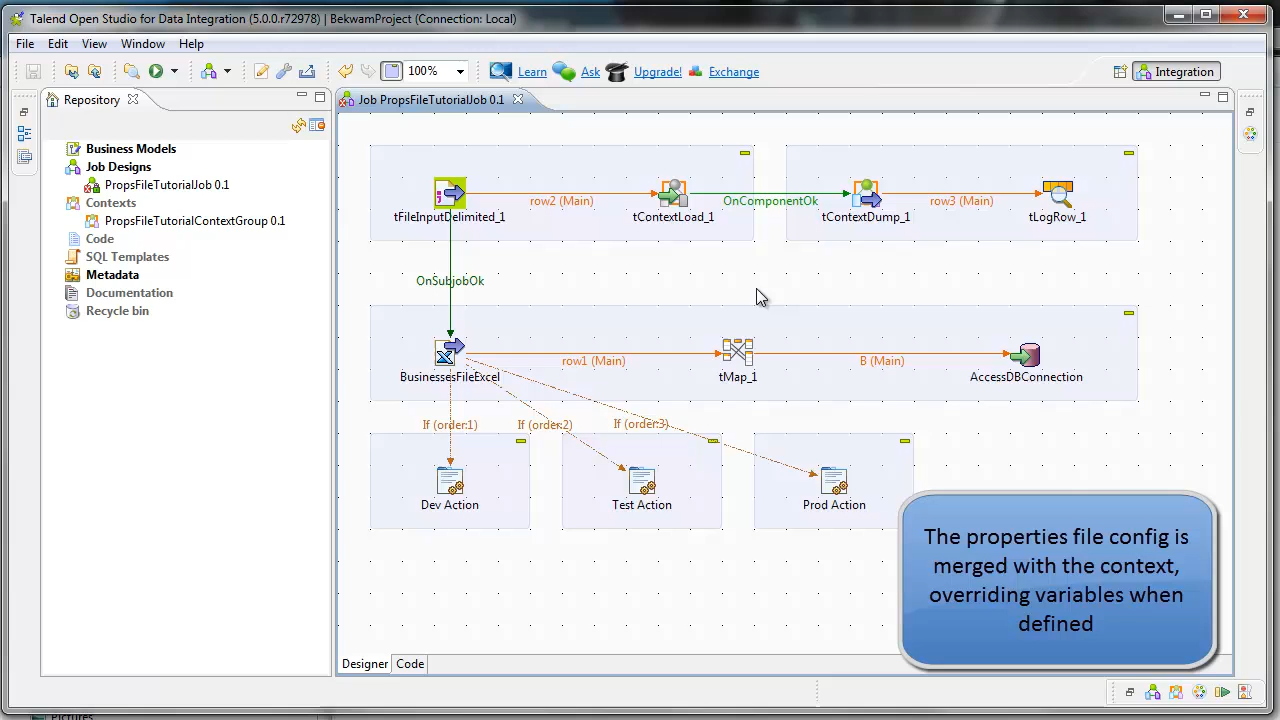 Talend Open Studio for Data Integration (5.0.0.r72978) | BekwamProject (Connection: Local)
File Edit View Window Help
100% Learn Ask Upgrade! Exchange Integration
Repository
Job PropsFileTutorialJob 0.1
Business Models
Job Designs
PropsFileTutorialJob 0.1
Contexts
PropsFileTutorialContextGroup 0.1
Code
SQL Templates
Metadata
Documentation
Recycle bin
row2 (Main) OnComponentOk row3 (Main)
tFileInputDelimited_1 tContextLoad_1 tContextDump_1 tLogRow_1
OnSubjobOk
row1 (Main) B (Main)
BusinessesFileExcel tMap_1 AccessDBConnection
If (order:1) If (order:2) If (order:3)
Dev Action Test Action Prod Action
The properties file config is
merged with the context,
overriding variables when
defined
Designer Code
Pictures